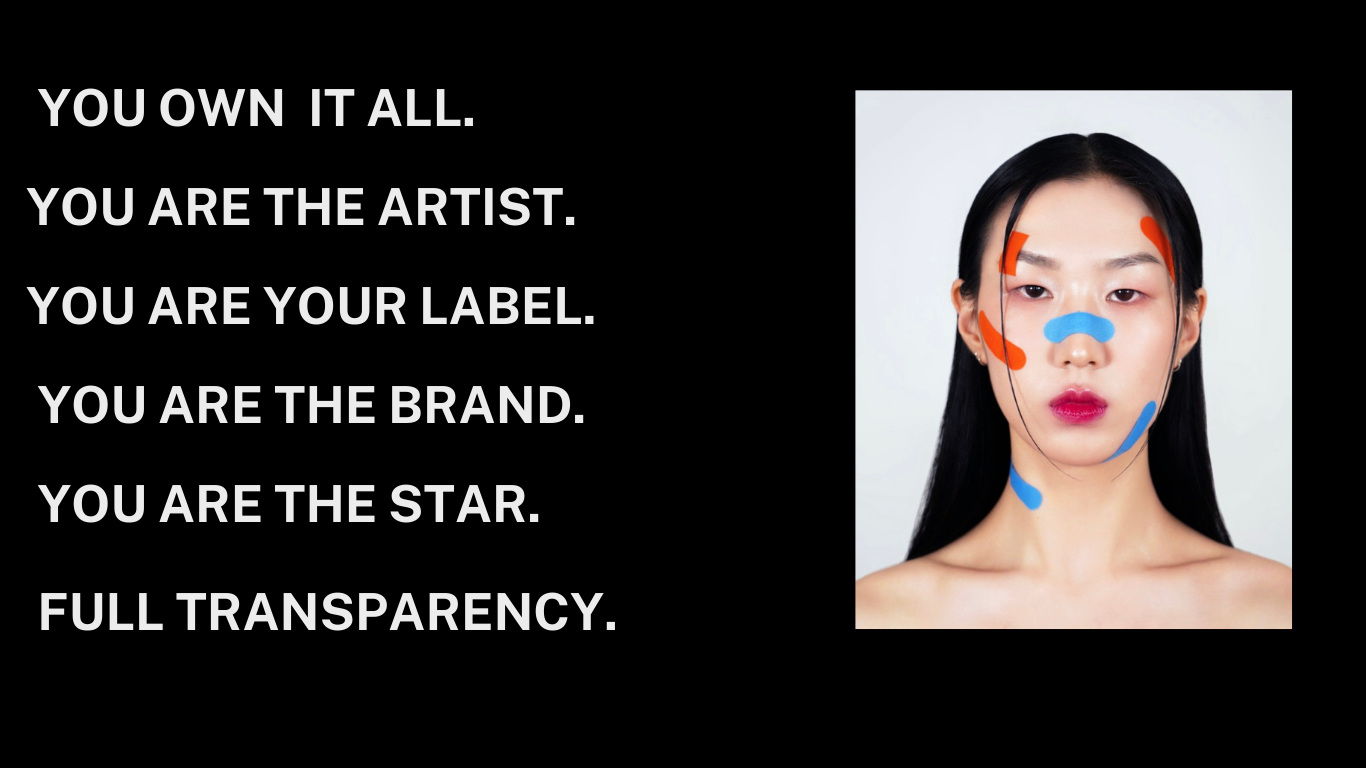 YOU OWN  IT ALL.
YOU ARE THE ARTIST.
YOU ARE YOUR LABEL.
YOU ARE THE BRAND.
YOU ARE THE STAR.
FULL TRANSPARENCY.